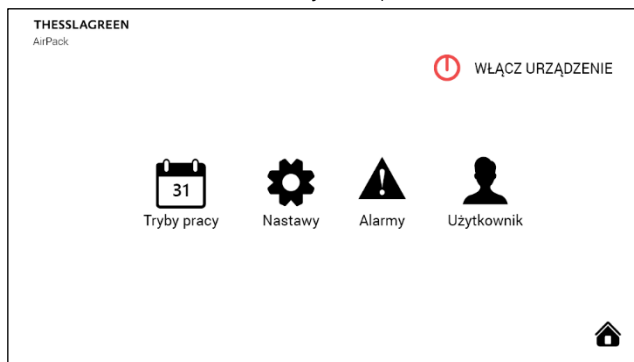 THESSLAGREEN
AirPack
WŁĄCZ URZĄDZENIE
31
Tryby pracy
Nastawy
Alarmy
Użytkownik